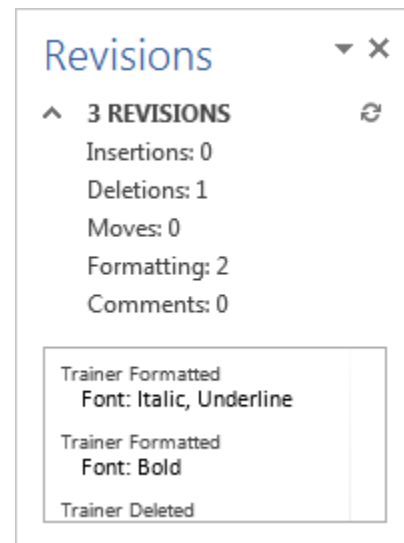 Revisions
3 REVISIONS
Insertions: 0
Deletions: 1
Moves: 0
Formatting: 2
Comments: 0
Trainer Formatted
Font: Italic, Underline
Trainer Formatted
Font: Bold
Trainer Deleted